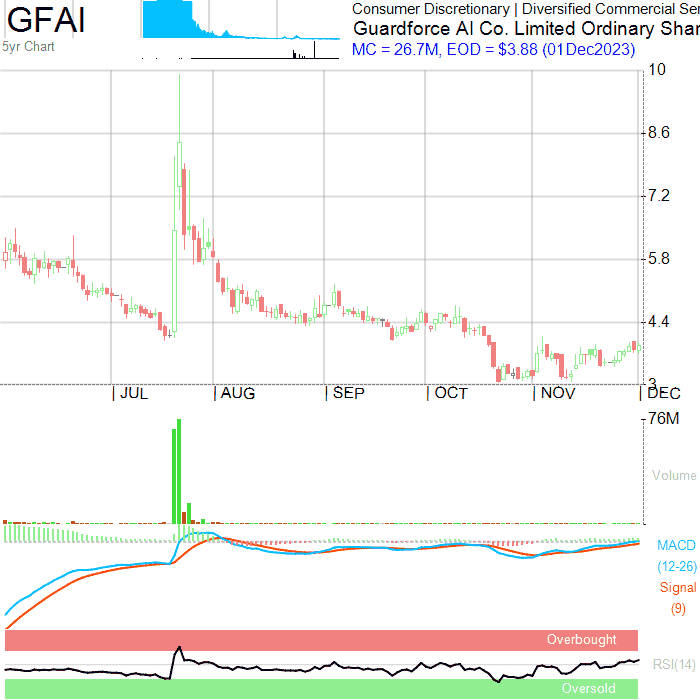 GFAI
5yr Chart
Consumer Discretionary | Diversified Commercial Ser
Guardforce AI Co. Limited Ordinary Shar
MC = 26.7M, EOD = $3.88 (01Dec2023)
10
8.6
7.2
5.8
4.4
3
| JUL | AUG | SEP | OCT | NOV | DEC
76M
Volume
MACD
(12-26)
Signal
(9)
Overbought
RSI(14)
Oversold